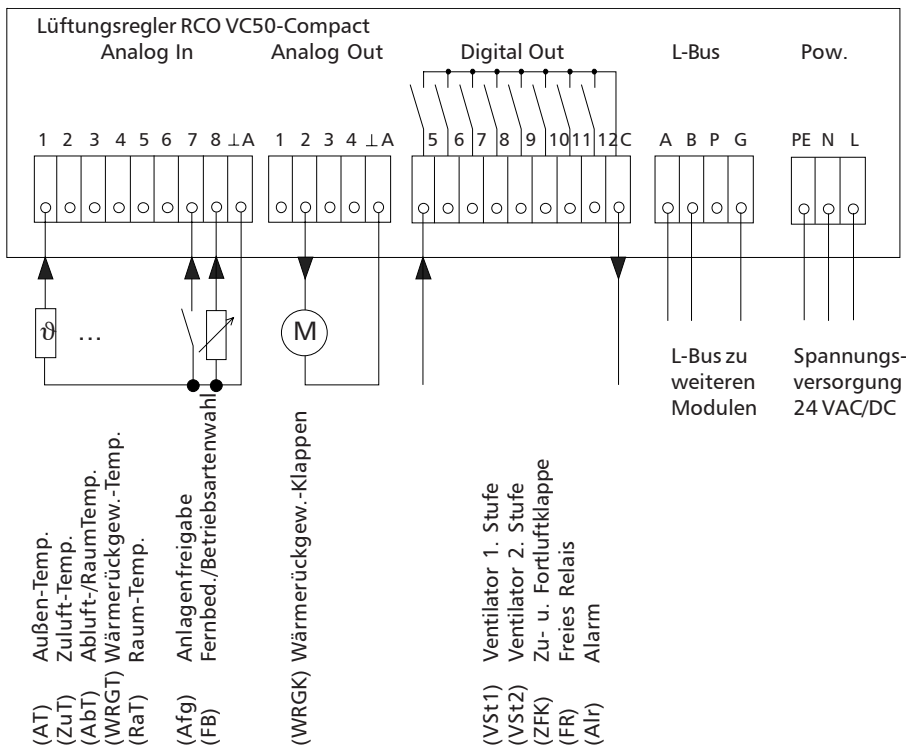 Lüftungsregler RCO VC50-Compact
Analog In Analog Out Digital Out L-Bus Pow.
1 2 3 4 5 6 7 8 ⊥A 1 2 3 4 ⊥A 5 6 7 8 9 10 11 12 C A B P G PE N L
ϑ ... M
L-Bus zu
weiteren
Modulen
Spannungs-
versorgung
24 VAC/DC
(AT) Außen-Temp.
(ZuT) Zuluft-Temp.
(AbT) Abluft-/RaumTemp.
(WRGT) Wärmerückgew.-Temp.
(RaT) Raum-Temp.
(Afg) Anlagenfreigabe
(FB) Fernbed./Betriebsartenwahl
(WRGK) Wärmerückgew.-Klappen
(VSt1) Ventilator 1. Stufe
(VSt2) Ventilator 2. Stufe
(ZFK) Zu- u. Fortluftklappe
(FR) Freies Relais
(Alr) Alarm